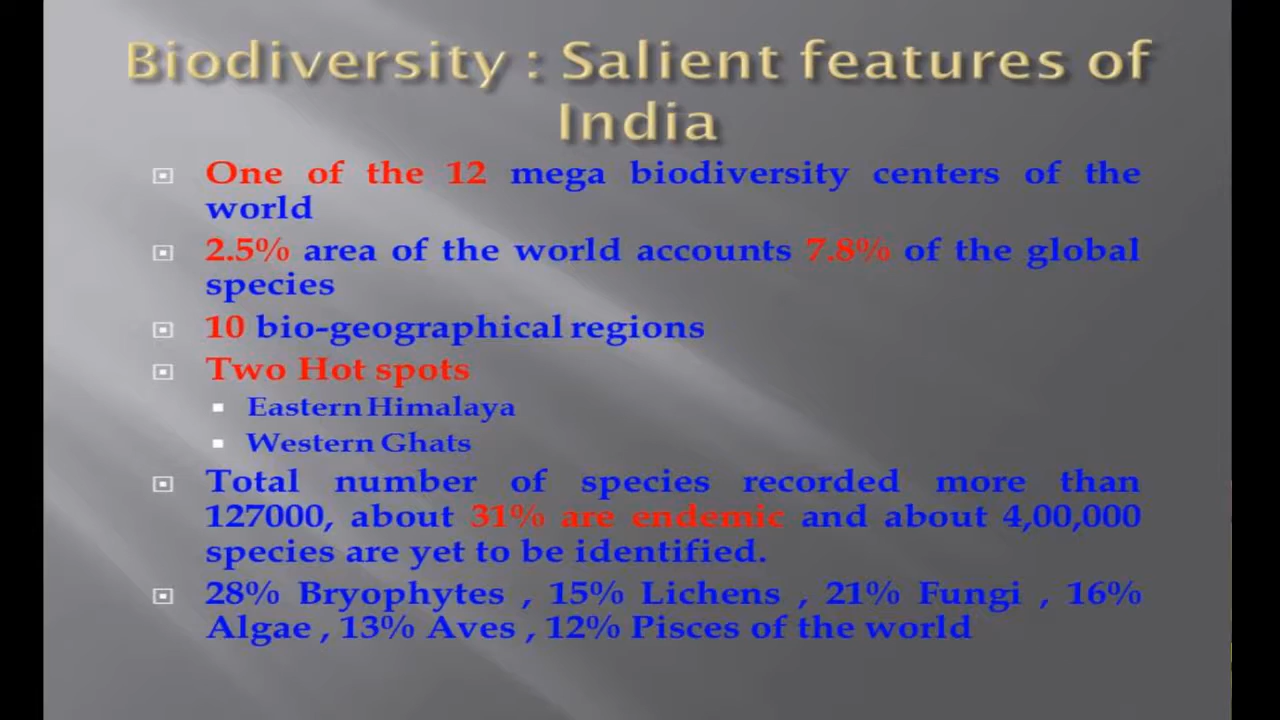 Biodiversity : Salient features of
India
One of the 12 mega biodiversity centers of the
world
2.5% area of the world accounts 7.8% of the global
species
10 bio-geographical regions
Two Hot spots
Eastern Himalaya
Western Ghats
Total number of species recorded more than
127000, about 31% are endemic and about 4,00,000
species are yet to be identified.
28% Bryophytes , 15% Lichens , 21% Fungi , 16%
Algae , 13% Aves , 12% Pisces of the world